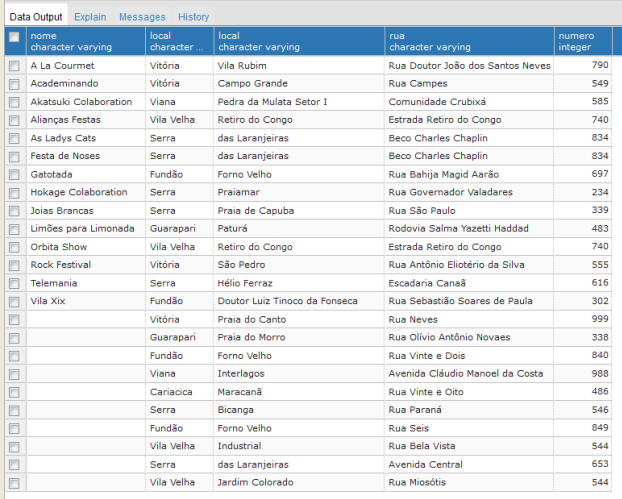 Data Output Explain Messages History
nome local local rua numero
character varying character ... character varying character varying integer
A La Courmet Vitória Vila Rubim Rua Doutor João dos Santos Neves 790
Academinando Vitória Campo Grande Rua Campes 549
Akatsuki Colaboration Viana Pedra da Mulata Setor I Comunidade Crubixá 585
Alianças Festas Vila Velha Retiro do Congo Estrada Retiro do Congo 740
As Ladys Cats Serra das Laranjeiras Beco Charles Chaplin 834
Festa de Noses Serra das Laranjeiras Beco Charles Chaplin 834
Gatotada Fundão Forno Velho Rua Bahija Magid Aarão 697
Hokage Colaboration Serra Praiamar Rua Governador Valadares 234
Joias Brancas Serra Praia de Capuba Rua São Paulo 339
Limões para Limonada Guarapari Paturá Rodovia Salma Yazetti Haddad 483
Orbita Show Vila Velha Retiro do Congo Estrada Retiro do Congo 740
Rock Festival Vitória São Pedro Rua Antônio Eliotério da Silva 555
Telemania Serra Hélio Ferraz Escadaria Canaã 616
Vila Xix Fundão Doutor Luiz Tinoco da Fonseca Rua Sebastião Soares de Paula 302
Vitória Praia do Canto Rua Neves 999
Guarapari Praia do Morro Rua Olívio Antônio Novaes 338
Fundão Forno Velho Rua Vinte e Dois 840
Viana Interlagos Avenida Cláudio Manoel da Costa 988
Cariacica Maracanã Rua Vinte e Oito 486
Serra Bicanga Rua Paraná 546
Fundão Forno Velho Rua Seis 849
Vila Velha Industrial Rua Bela Vista 544
Serra das Laranjeiras Avenida Central 653
Vila Velha Jardim Colorado Rua Miosótis 544